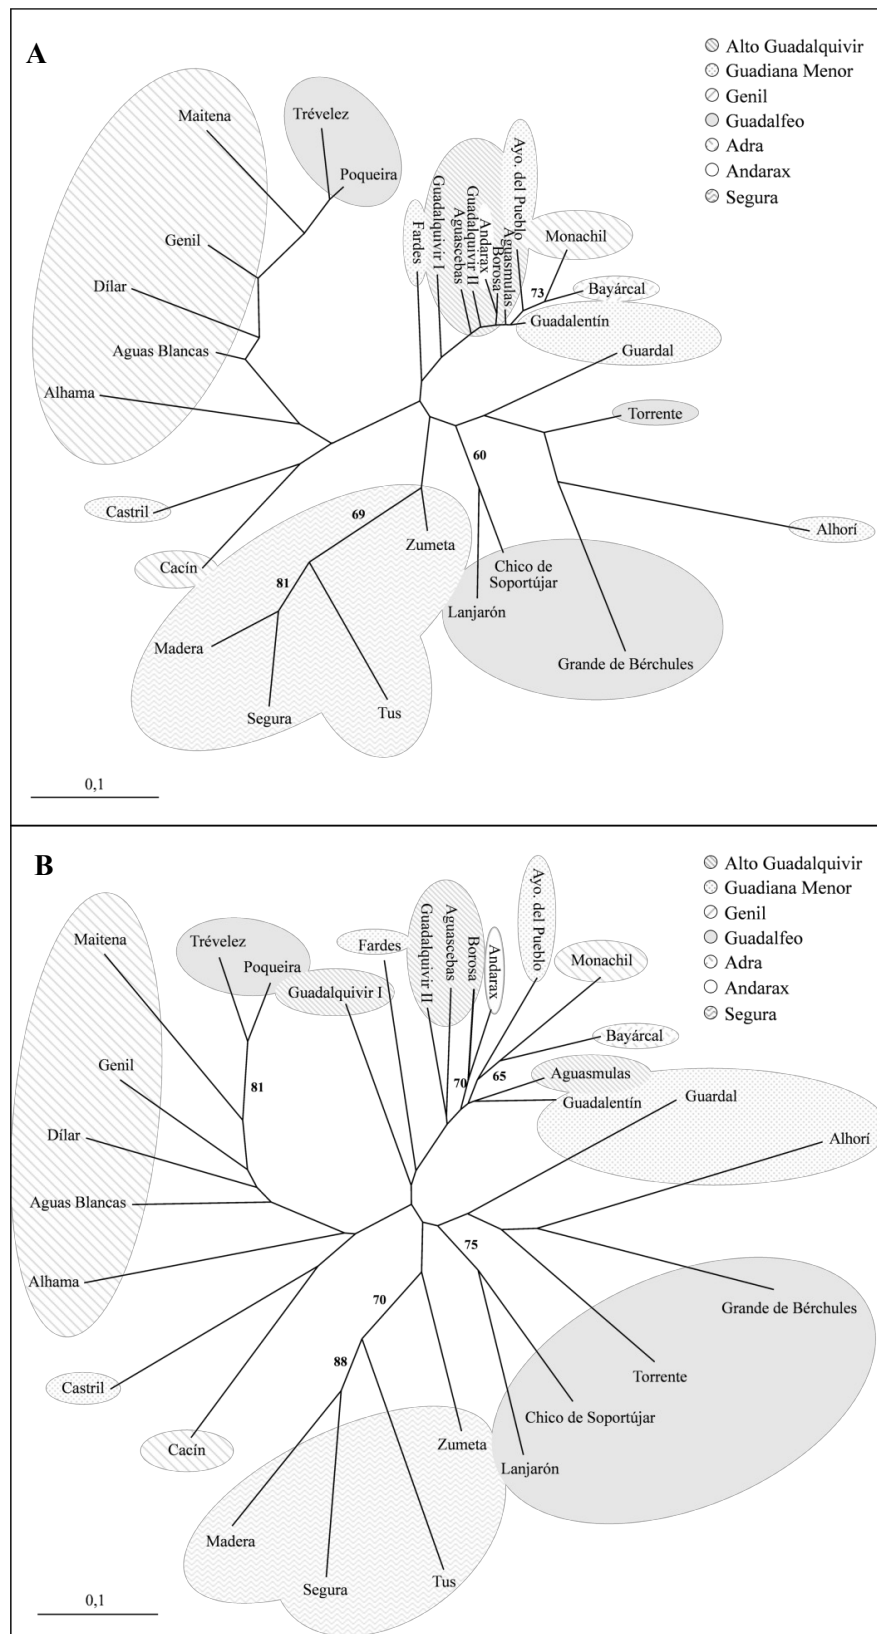 A
Alto Guadalquivir
Guadiana Menor
Genil
Guadalfeo
Adra
Andarax
Segura
Maitena
Trévelez
Poqueira
Genil
Dílar
Aguas Blancas
Alhama
Castril
Cacín
Fardes
Guadalquivir I
Aguascebas
Guadalquivir II
Andarax
Borosa
Aguasmulas
Ayo. del Pueblo
Monachil
73
Bayárcal
Guadalentín
Guardal
Torrente
60
Alhorí
69
Zumeta
81
Chico de
Soportújar
Lanjarón
Madera
Grande de Bérchules
Segura
Tus
0,1
B
Alto Guadalquivir
Guadiana Menor
Genil
Guadalfeo
Adra
Andarax
Segura
Maitena
Trévelez
Poqueira
Guadalquivir I
Fardes
Guadalquivir II
Aguascebas
Borosa
Andarax
Ayo. del Pueblo
Monachil
Bayárcal
Genil
81
70
65
Aguasmulas
Guadalentín
Guardal
Dílar
Alhorí
Aguas Blancas
75
Alhama
70
Grande de Bérchules
88
Torrente
Castril
Chico de Soportújar
Cacín
Zumeta
Lanjarón
Madera
Segura
Tus
0,1